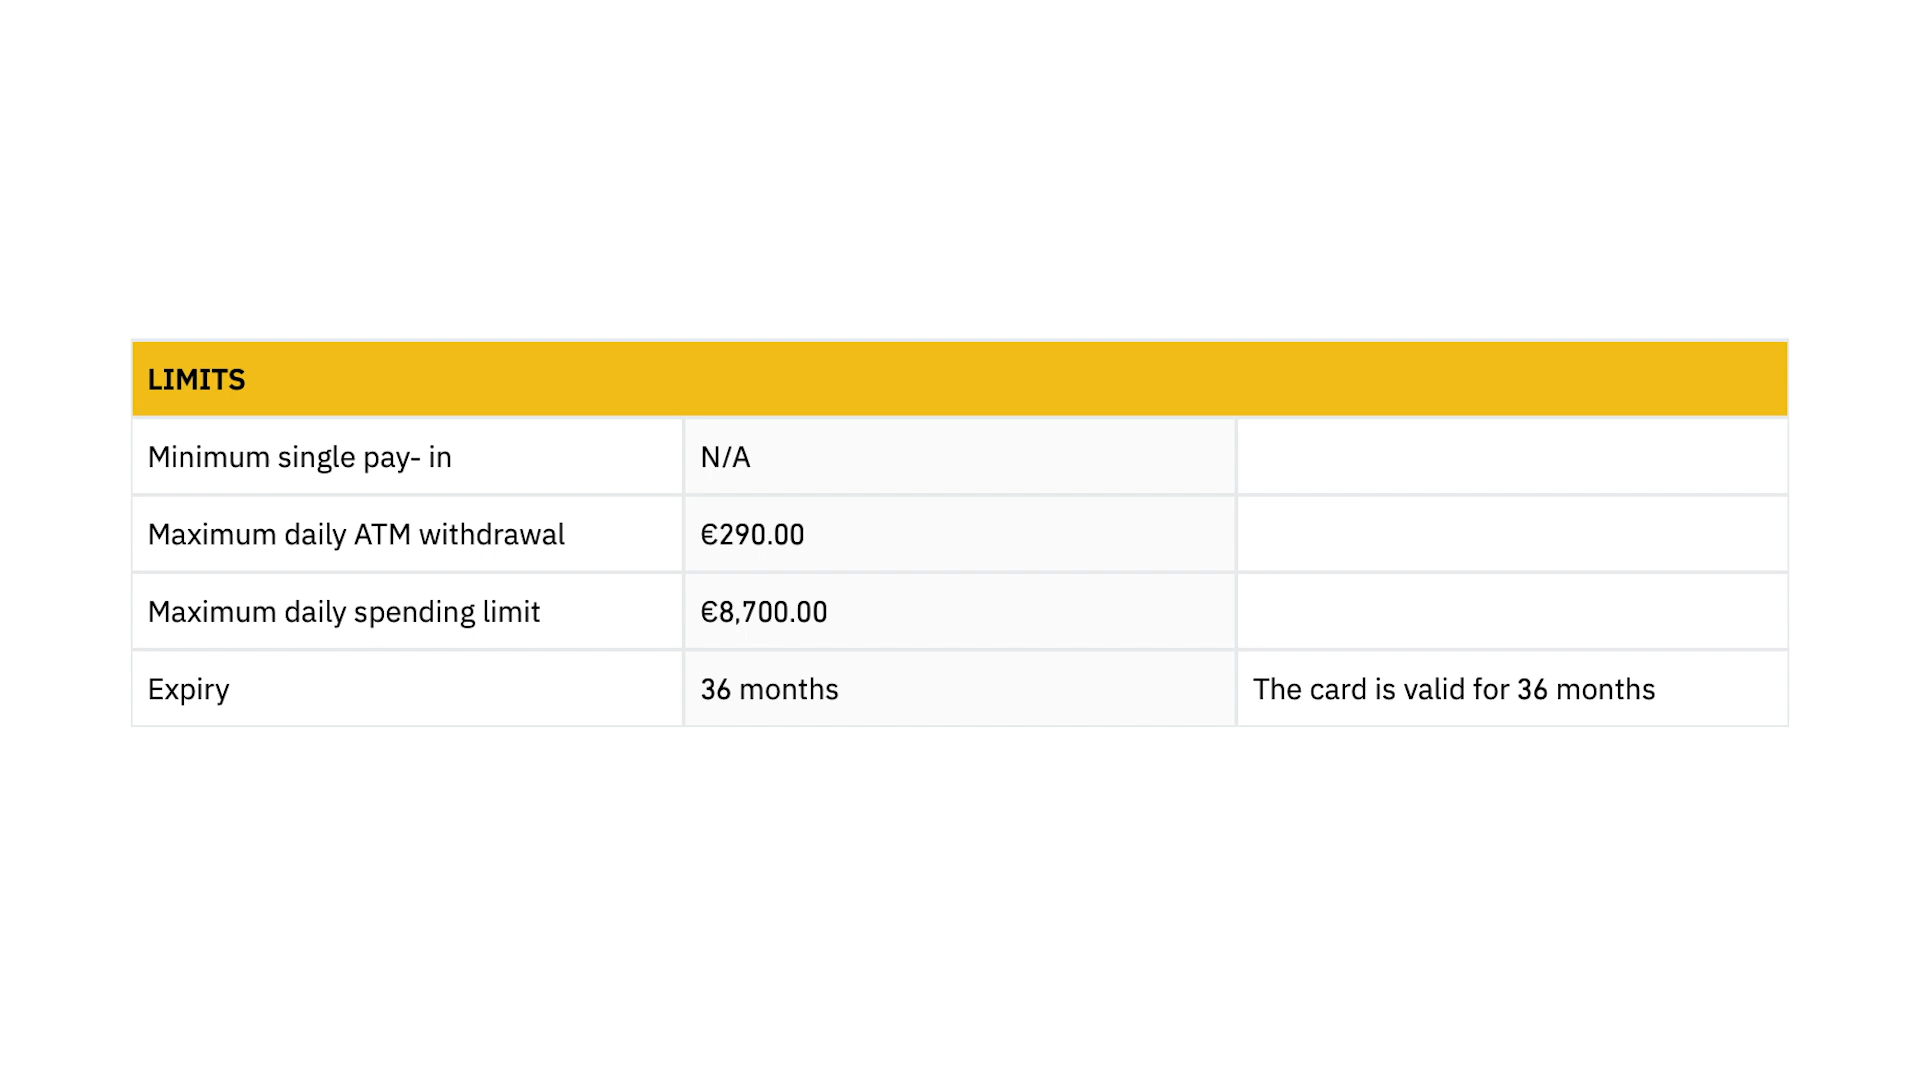 LIMITS
Minimum single pay- in N/A
Maximum daily ATM withdrawal €290.00
Maximum daily spending limit €8,700.00
Expiry 36 months The card is valid for 36 months